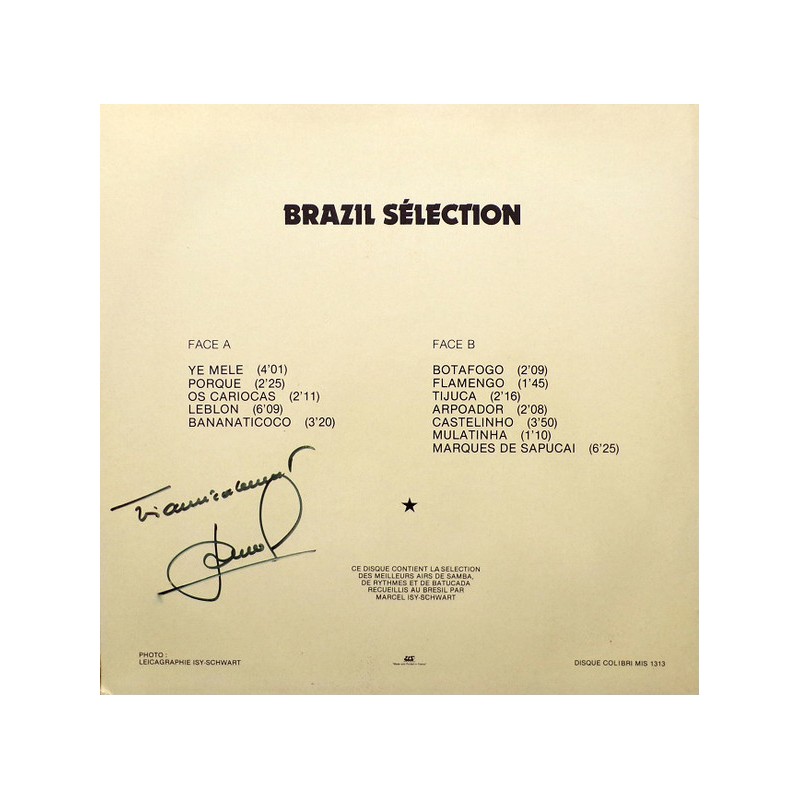 BRAZIL SÉLECTION
FACE A
YE MELE (4'01)
PORQUE (2'25)
OS CARIOCAS (2'11)
LEBLON (6'09)
BANANATICOCO (3'20)
FACE B
BOTAFOGO (2'09)
FLAMENGO (1'45)
TIJUCA (2'16)
ARPOADOR (2'08)
CASTELINHO (3'50)
MULATINHA (1'10)
MARQUES DE SAPUCAI (6'25)
CE DISQUE CONTIENT LA SELECTION
DES MEILLEURS AIRS DE SAMBA,
DE RYTHMES ET DE BATUCADA
RECUEILLIS AU BRESIL PAR
MARCEL ISY-SCHWART
PHOTO :
LEICAGRAPHIE ISY-SCHWART
DISQUE COLIBRI MIS 1313